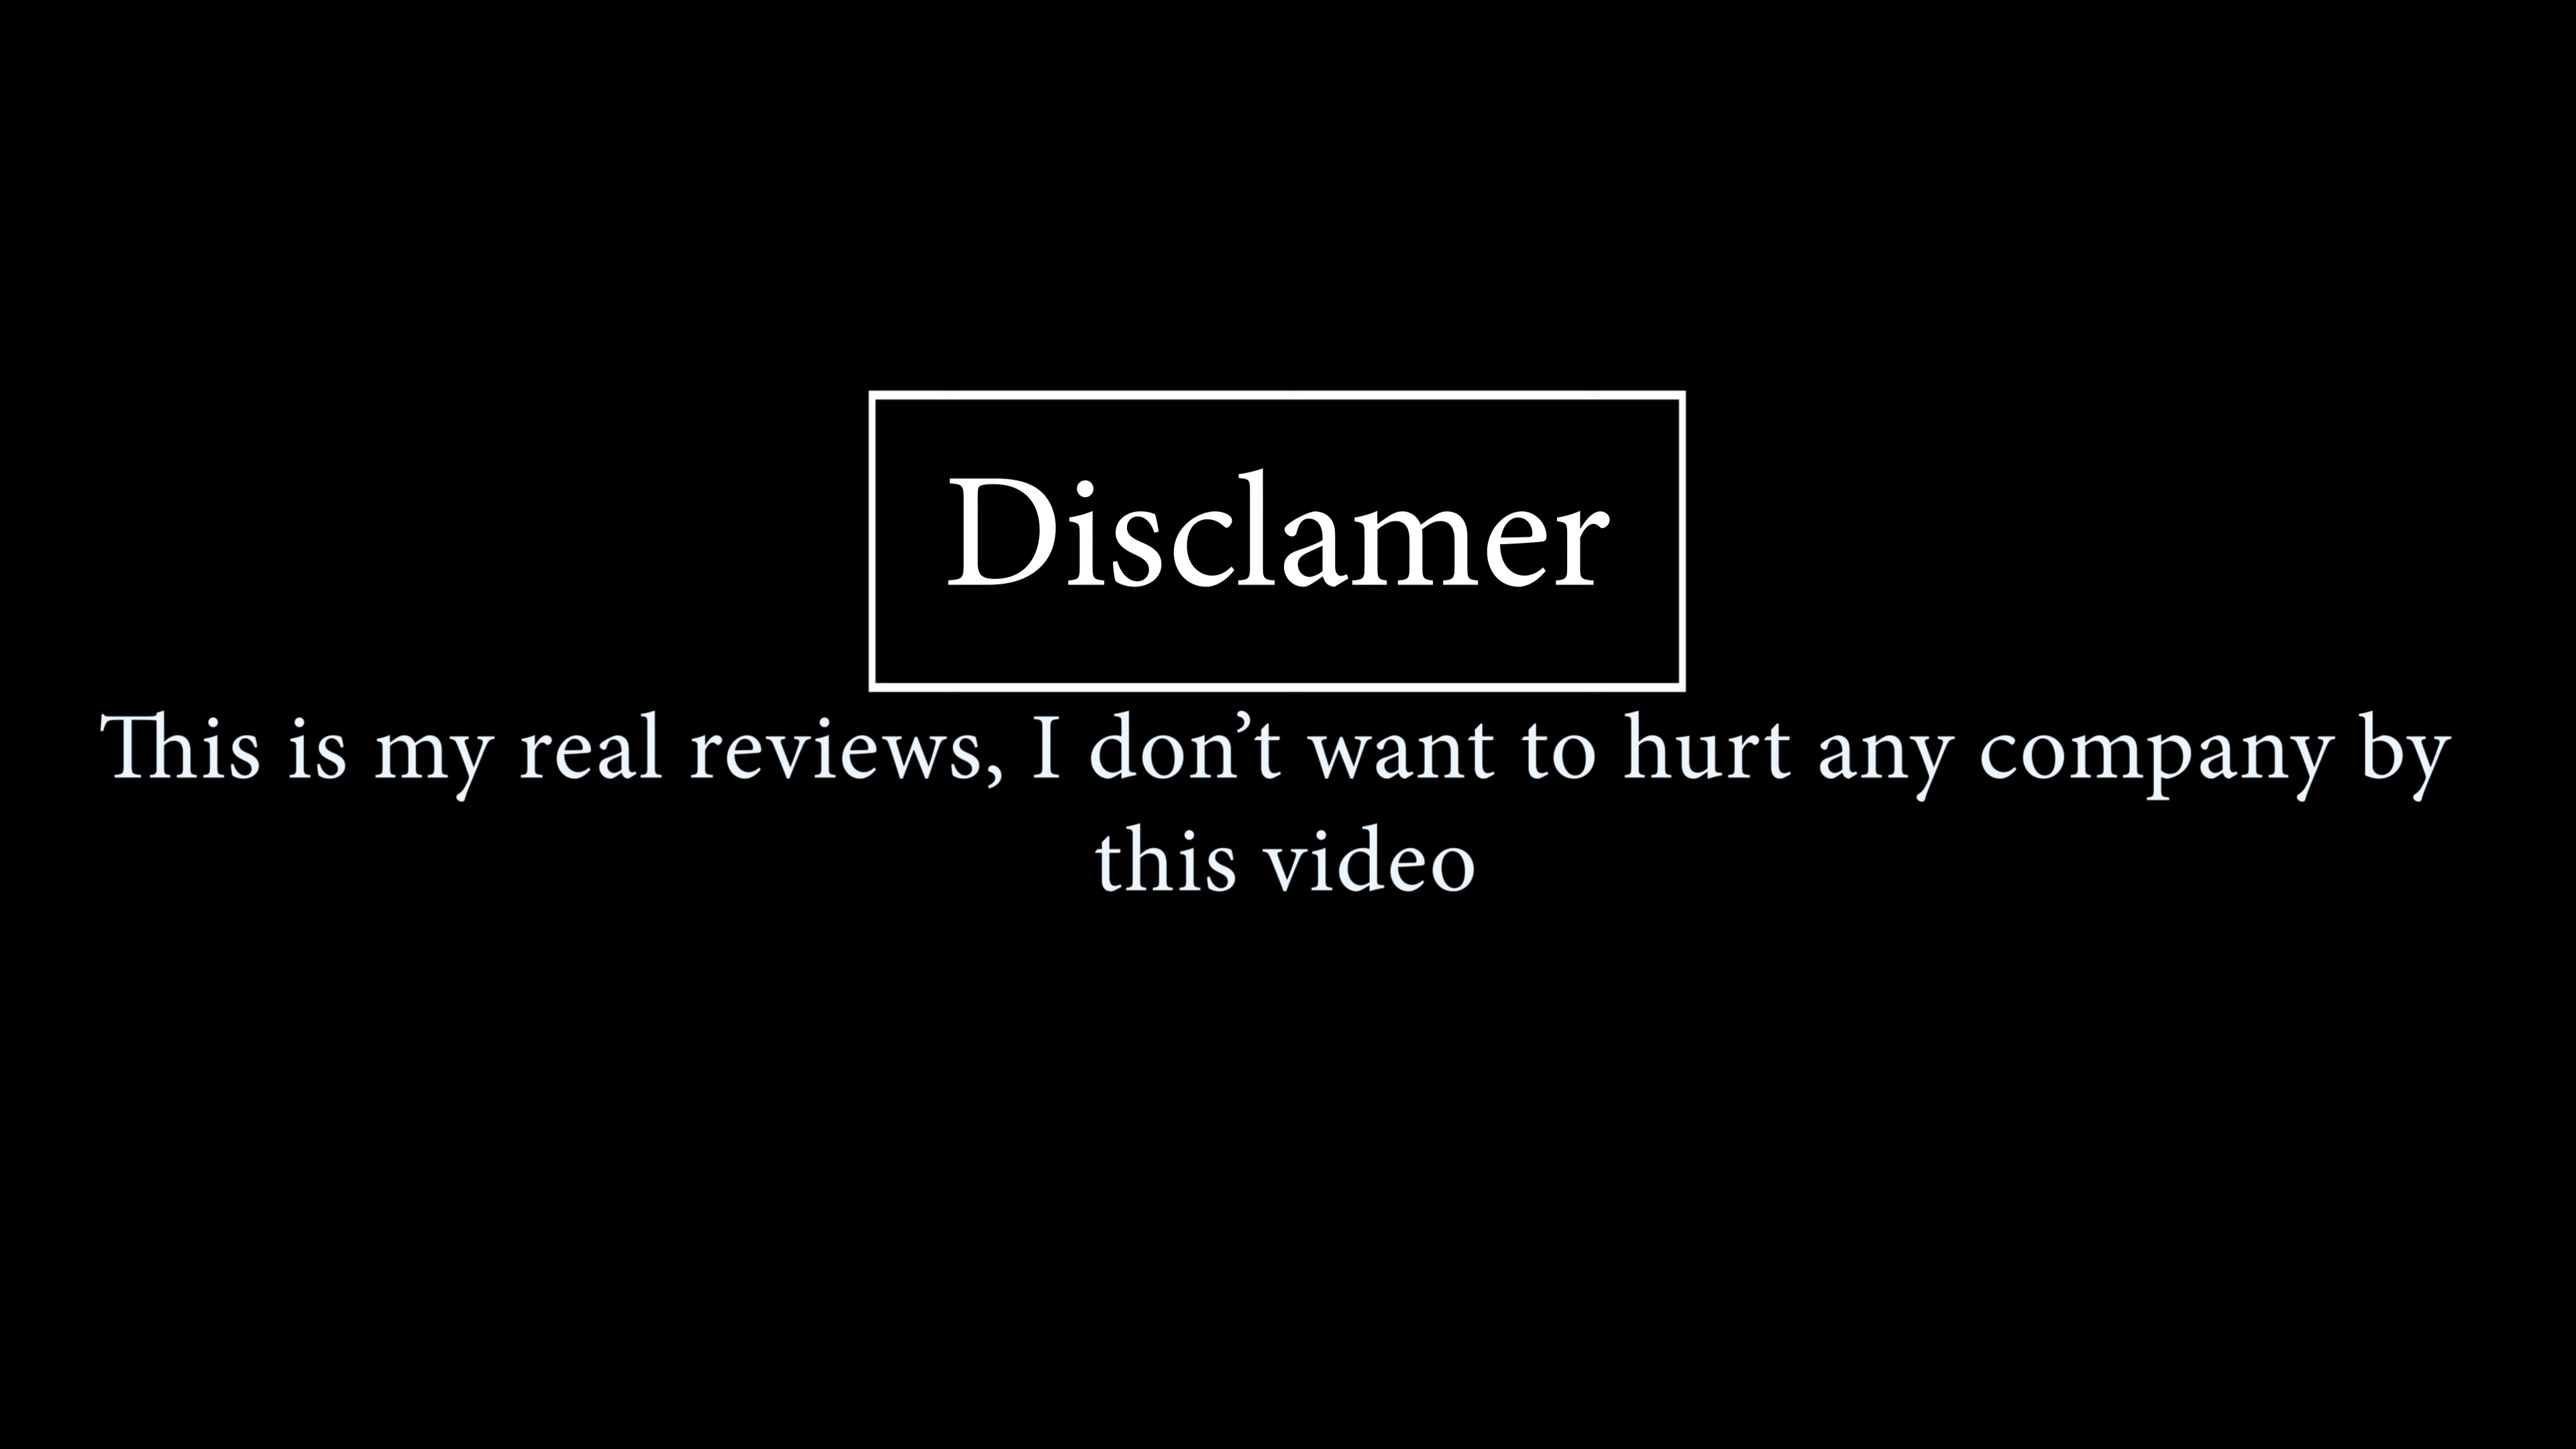 Disclamer
This is my real reviews, I don’t want to hurt any company by
this video